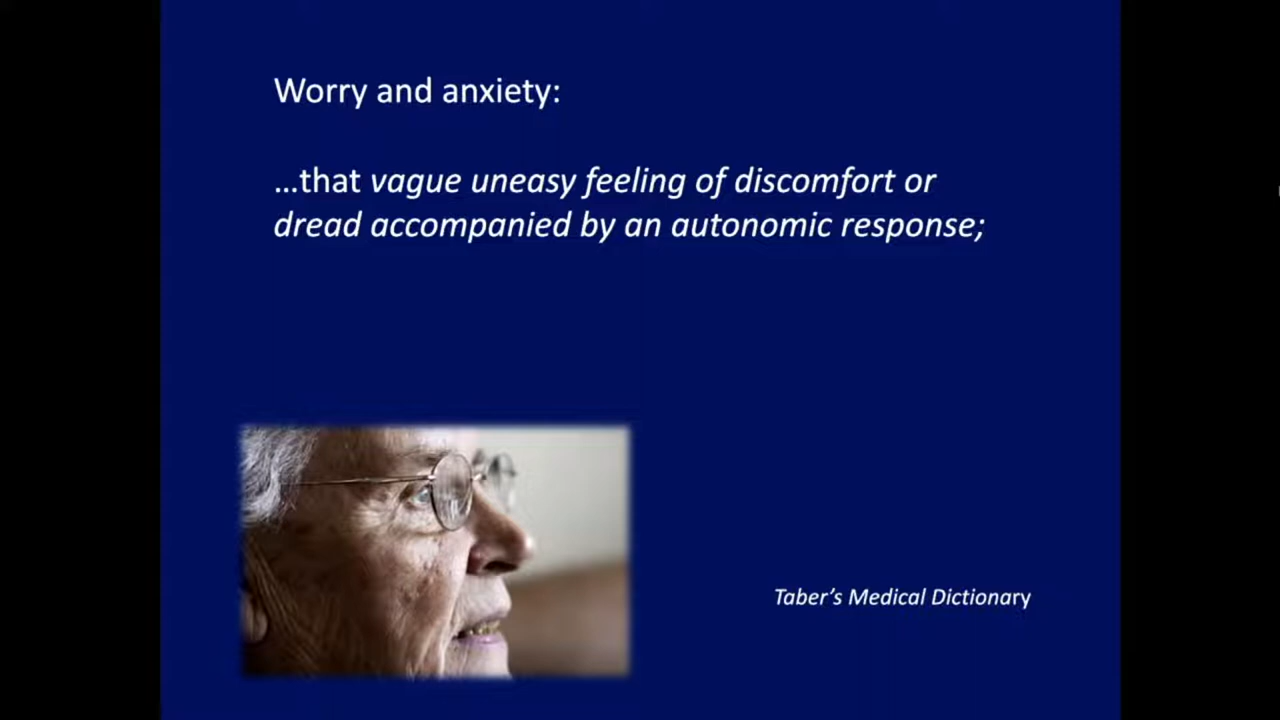 Worry and anxiety:
…that vague uneasy feeling of discomfort or
dread accompanied by an autonomic response;
Taber's Medical Dictionary